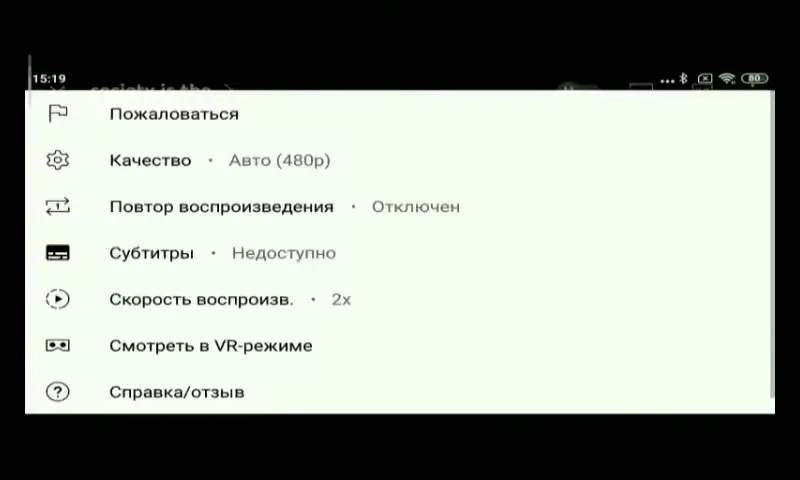 15:19
80
Пожаловаться
Качество · Авто (480p)
Повтор воспроизведения · Отключен
Субтитры · Недоступно
Скорость воспроизв. · 2x
Смотреть в VR-режиме
Справка/отзыв